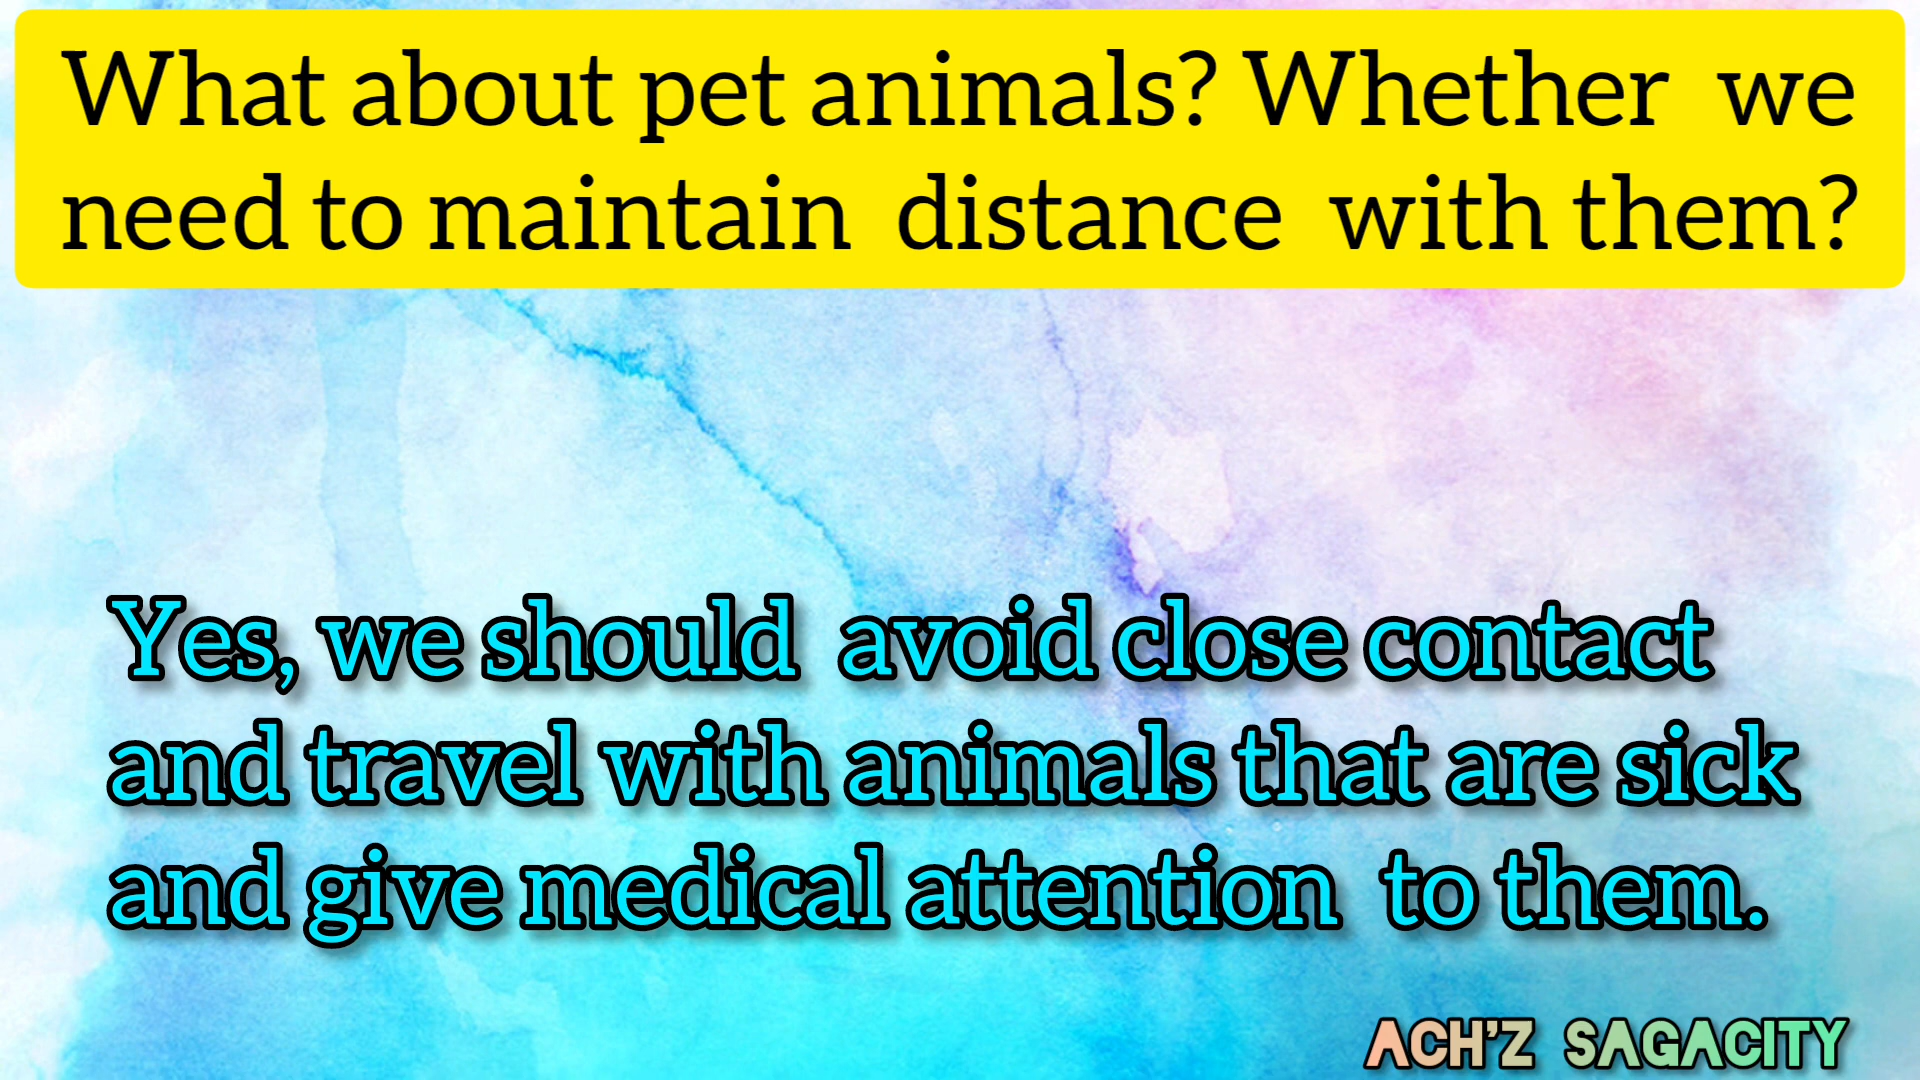 What about pet animals? Whether we
need to maintain distance with them?
Yes, we should avoid close contact
and travel with animals that are sick
and give medical attention to them.
ACH'Z SAGACITY